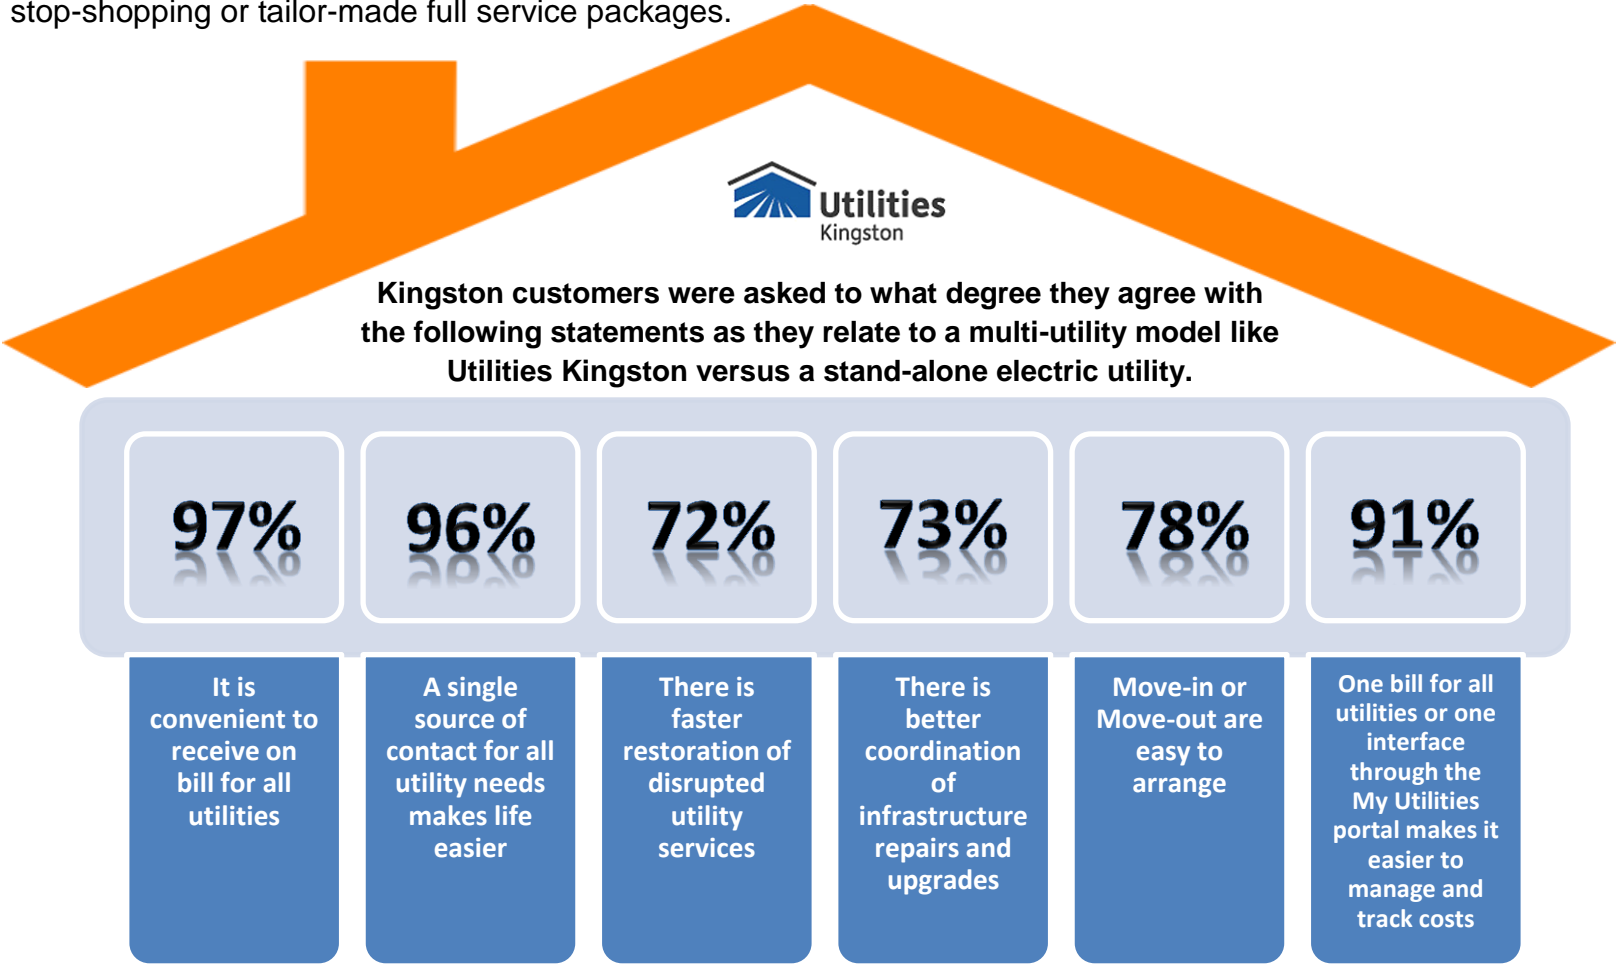 stop-shopping or tailor-made full service packages.
Utilities
Kingston
Kingston customers were asked to what degree they agree with
the following statements as they relate to a multi-utility model like
Utilities Kingston versus a stand-alone electric utility.
97%
96%
72%
73%
78%
91%
It is
convenient to
receive on
bill for all
utilities
A single
source of
contact for all
utility needs
makes life
easier
There is
faster
restoration of
disrupted
utility
services
There is
better
coordination
of
infrastructure
repairs and
upgrades
Move-in or
Move-out are
easy to
arrange
One bill for all
utilities or one
interface
through the
My Utilities
portal makes it
easier to
manage and
track costs